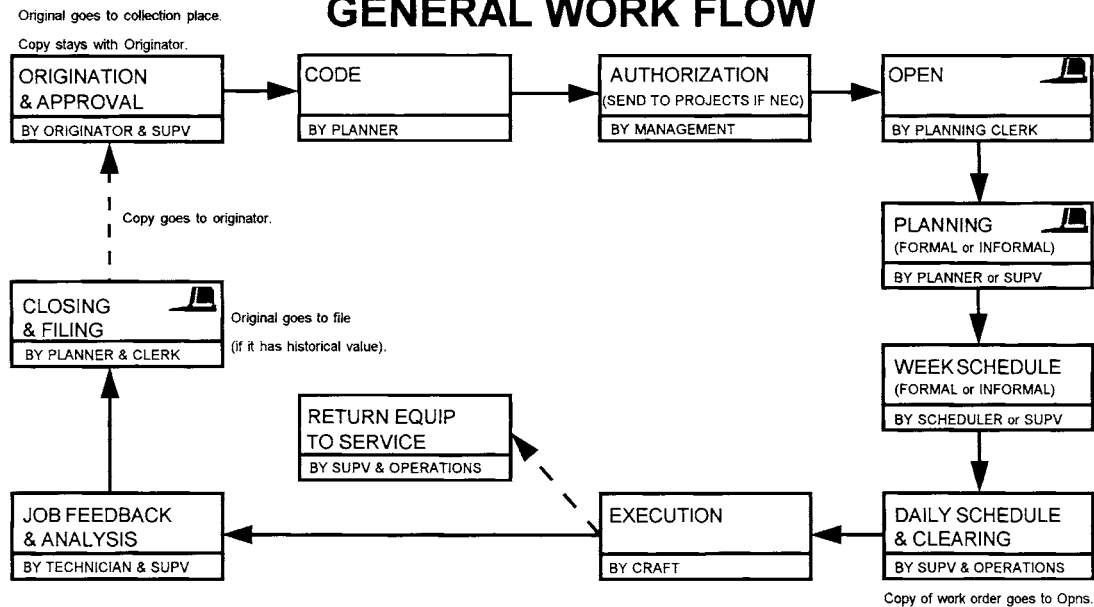 GENERAL WORK FLOW
Original goes to collection place.
Copy stays with Originator.
ORIGINATION
& APPROVAL
BY ORIGINATOR & SUPV
CODE
BY PLANNER
AUTHORIZATION
(SEND TO PROJECTS IF NEC)
BY MANAGEMENT
OPEN
BY PLANNING CLERK
PLANNING
(FORMAL or INFORMAL)
BY PLANNER or SUPV
Copy goes to originator.
CLOSING
& FILING
BY PLANNER & CLERK
Original goes to file
(if it has historical value).
WEEK SCHEDULE
(FORMAL or INFORMAL)
BY SCHEDULER or SUPV
RETURN EQUIP
TO SERVICE
BY SUPV & OPERATIONS
JOB FEEDBACK
& ANALYSIS
BY TECHNICIAN & SUPV
EXECUTION
BY CRAFT
DAILY SCHEDULE
& CLEARING
BY SUPV & OPERATIONS
Copy of work order goes to Opns.